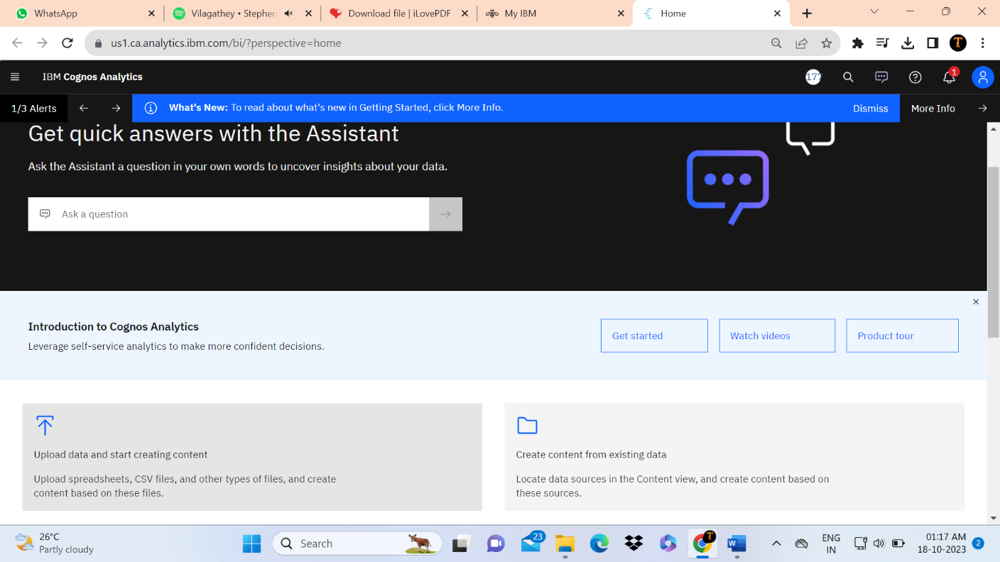 WhatsApp
Vilagathey • Stephen
Download file | iLovePDF
My IBM
Home
us1.ca.analytics.ibm.com/bi/?perspective=home
IBM Cognos Analytics
1
1/3 Alerts
What's New: To read about what's new in Getting Started, click More Info.
Dismiss
More Info
Get quick answers with the Assistant
Ask the Assistant a question in your own words to uncover insights about your data.
Ask a question
Introduction to Cognos Analytics
Leverage self-service analytics to make more confident decisions.
Get started
Watch videos
Product tour
Upload data and start creating content
Upload spreadsheets, CSV files, and other types of files, and create
content based on these files.
Create content from existing data
Locate data sources in the Content view, and create content based on
these sources.
26°C
Partly cloudy
Search
23
ENG
IN
01:17 AM
18-10-2023
2